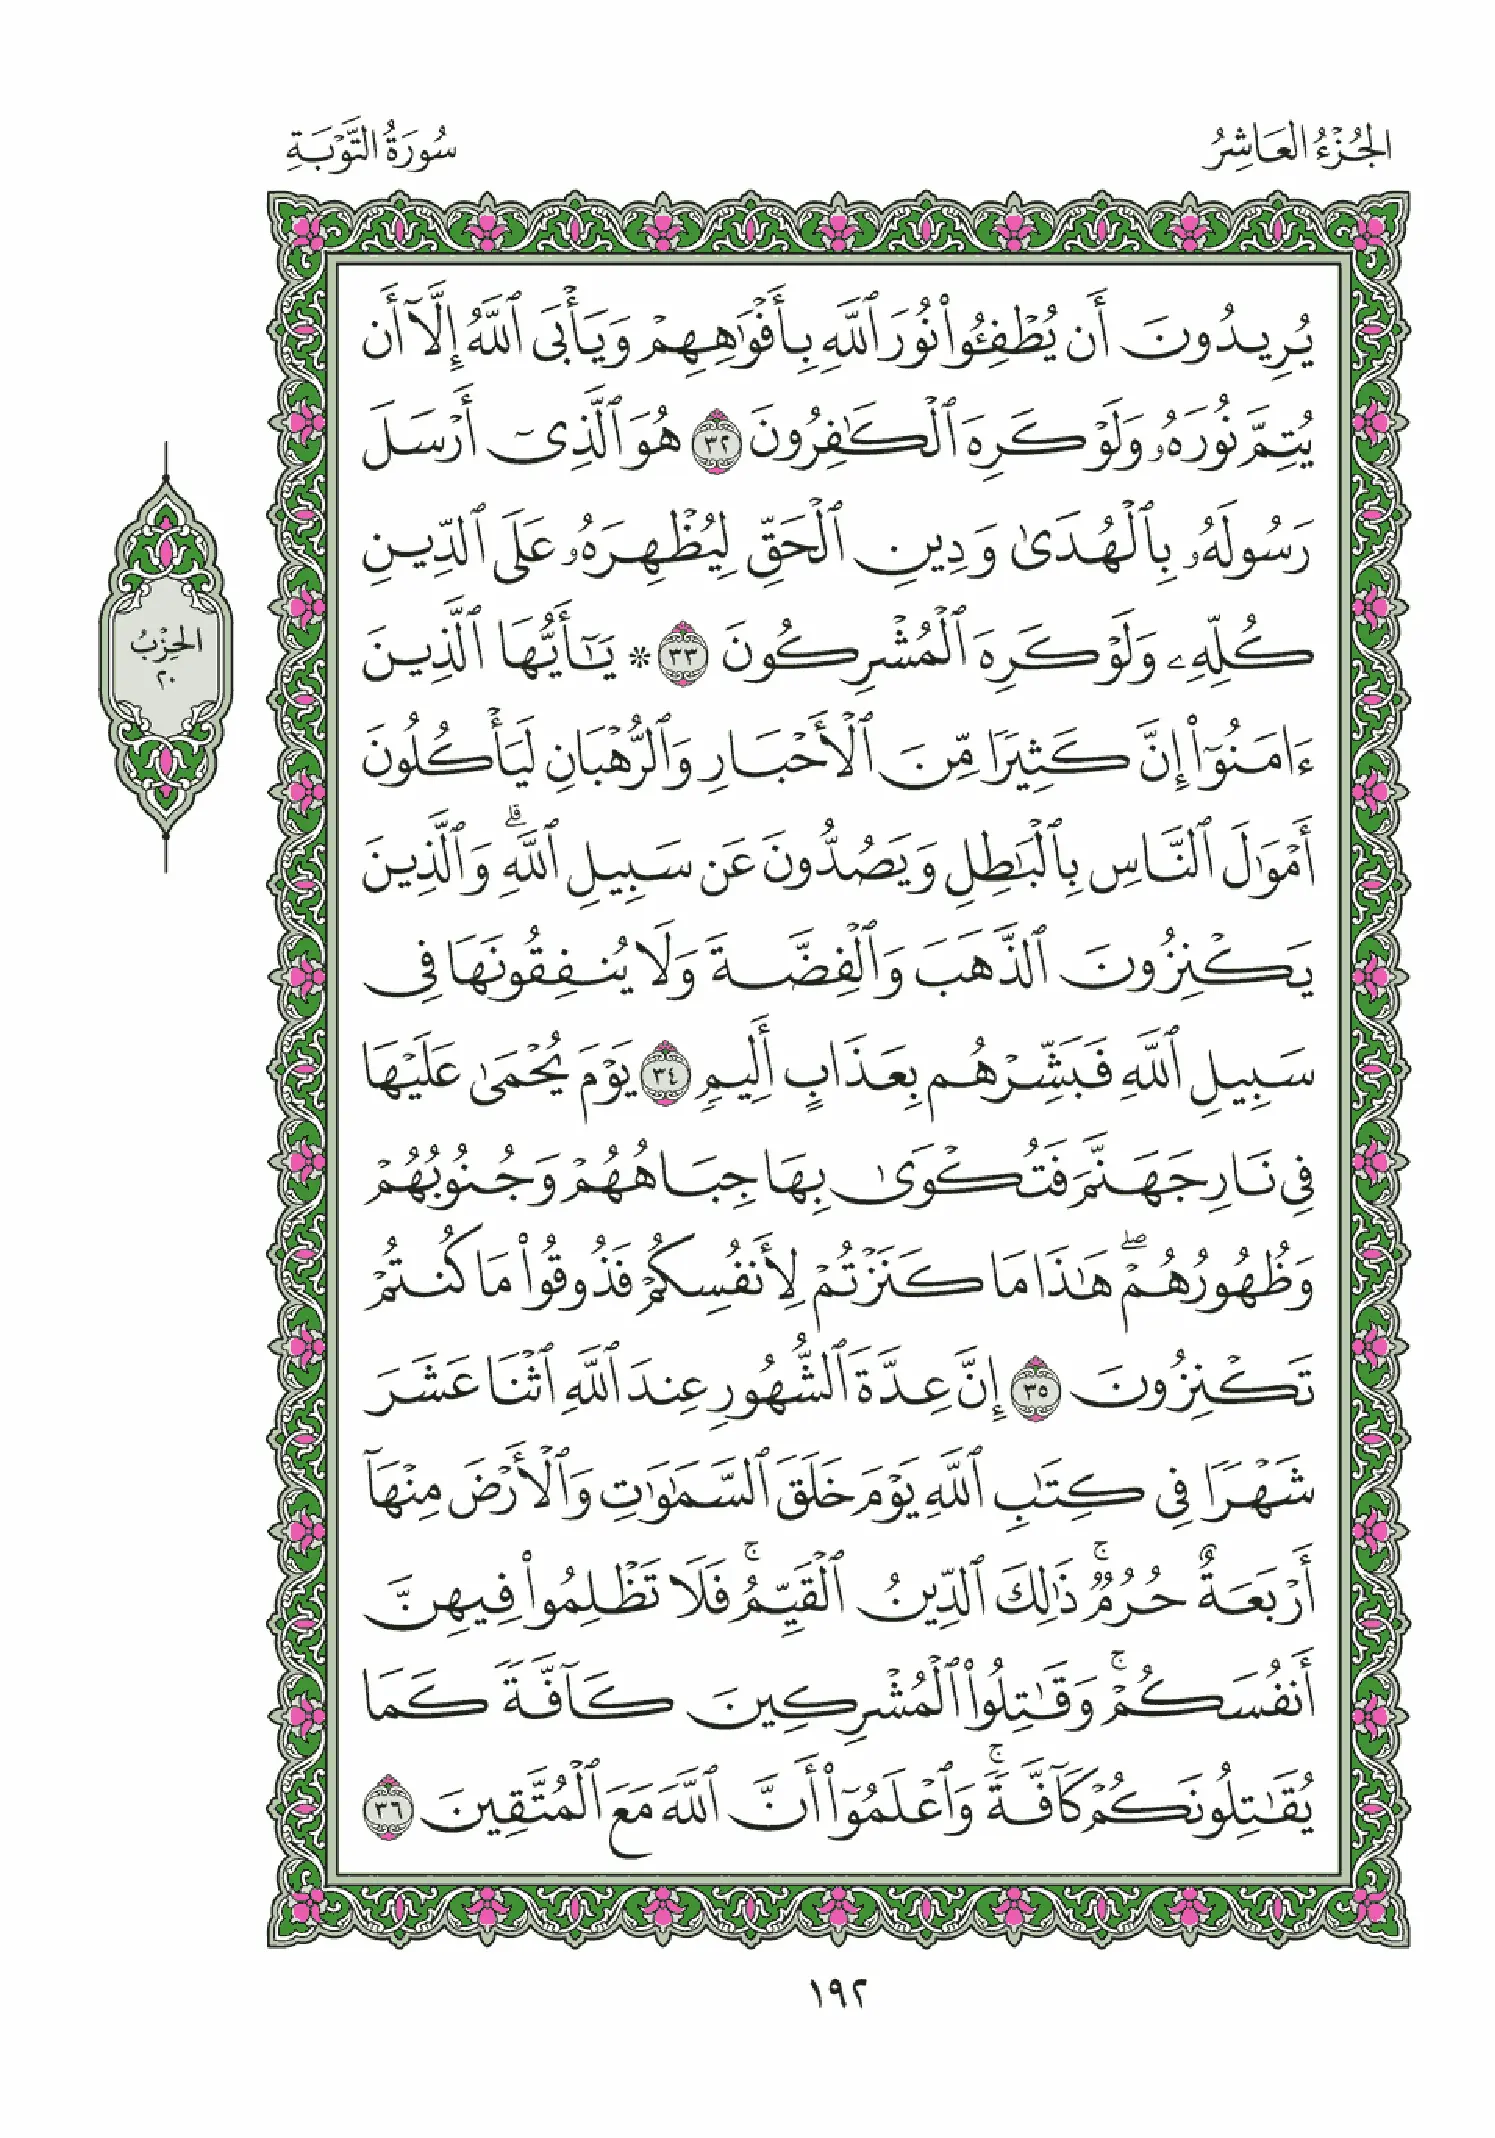 الجُزْءُ العَاشِرُ
سُورَةُ التَّوْبَةِ
يُرِيدُونَ أَن يُطْفِـُٔوا۟ نُورَ ٱللَّهِ بِأَفْوَٰهِهِمْ وَيَأْبَى ٱللَّهُ إِلَّآ أَن
يُتِمَّ نُورَهُۥ وَلَوْ كَرِهَ ٱلْكَٰفِرُونَ ٣٢ هُوَ ٱلَّذِىٓ أَرْسَلَ
رَسُولَهُۥ بِٱلْهُدَىٰ وَدِينِ ٱلْحَقِّ لِيُظْهِرَهُۥ عَلَى ٱلدِّينِ
كُلِّهِۦ وَلَوْ كَرِهَ ٱلْمُشْرِكُونَ ٣٣ * يَٰٓأَيُّهَا ٱلَّذِينَ
ءَامَنُوٓا۟ إِنَّ كَثِيرًا مِّنَ ٱلْأَحْبَارِ وَٱلرُّهْبَانِ لَيَأْكُلُونَ
أَمْوَٰلَ ٱلنَّاسِ بِٱلْبَٰطِلِ وَيَصُدُّونَ عَن سَبِيلِ ٱللَّهِۗ وَٱلَّذِينَ
يَكْنِزُونَ ٱلذَّهَبَ وَٱلْفِضَّةَ وَلَا يُنفِقُونَهَا فِى
سَبِيلِ ٱللَّهِ فَبَشِّرْهُم بِعَذَابٍ أَلِيمٍ ٣٤ يَوْمَ يُحْمَىٰ عَلَيْهَا
فِى نَارِ جَهَنَّمَ فَتُكْوَىٰ بِهَا جِبَاهُهُمْ وَجُنُوبُهُمْ
وَظُهُورُهُمْۖ هَٰذَا مَا كَنَزْتُمْ لِأَنفُسِكُمْ فَذُوقُوا۟ مَا كُنتُمْ
تَكْنِزُونَ ٣٥ إِنَّ عِدَّةَ ٱلشُّهُورِ عِندَ ٱللَّهِ ٱثْنَا عَشَرَ
شَهْرًا فِى كِتَٰبِ ٱللَّهِ يَوْمَ خَلَقَ ٱلسَّمَٰوَٰتِ وَٱلْأَرْضَ مِنْهَآ
أَرْبَعَةٌ حُرُمٌۚ ذَٰلِكَ ٱلدِّينُ ٱلْقَيِّمُۚ فَلَا تَظْلِمُوا۟ فِيهِنَّ
أَنفُسَكُمْۚ وَقَٰتِلُوا۟ ٱلْمُشْرِكِينَ كَآفَّةً كَمَا
يُقَٰتِلُونَكُمْ كَآفَّةًۚ وَٱعْلَمُوٓا۟ أَنَّ ٱللَّهَ مَعَ ٱلْمُتَّقِينَ ٣٦
الحِزْبُ
٢٠
١٩٢